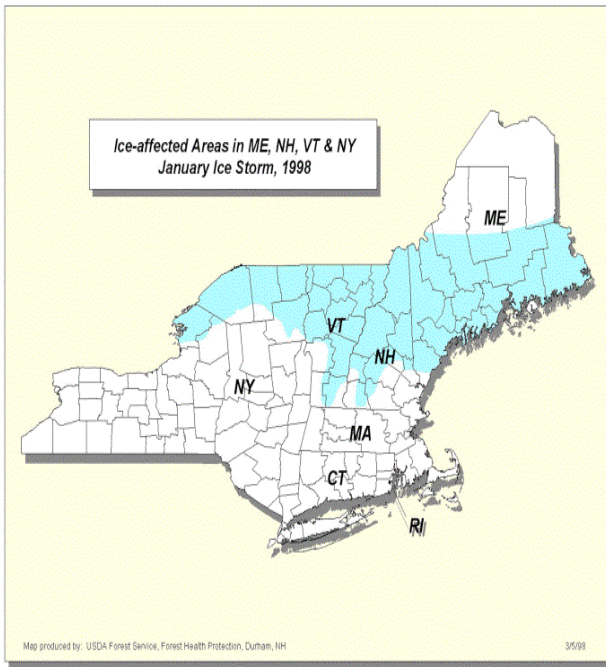 Ice-affected Areas in ME, NH, VT & NY
January Ice Storm, 1998
ME
VT
NH
NY
MA
CT
RI
Map produced by: USDA Forest Service, Forest Health Protection, Durham, NH
3/5/98